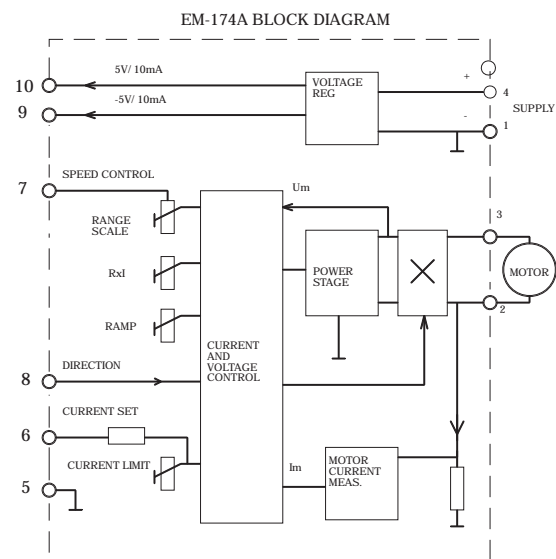 EM-174A BLOCK DIAGRAM
10
5V/ 10mA
9
-5V/ 10mA
VOLTAGE
REG
+
4
SUPPLY
-
1
7
SPEED CONTROL
RANGE
SCALE
RxI
RAMP
8
DIRECTION
6
CURRENT SET
CURRENT LIMIT
5
CURRENT
AND
VOLTAGE
CONTROL
Um
POWER
STAGE
3
MOTOR
2
Im
MOTOR
CURRENT
MEAS.